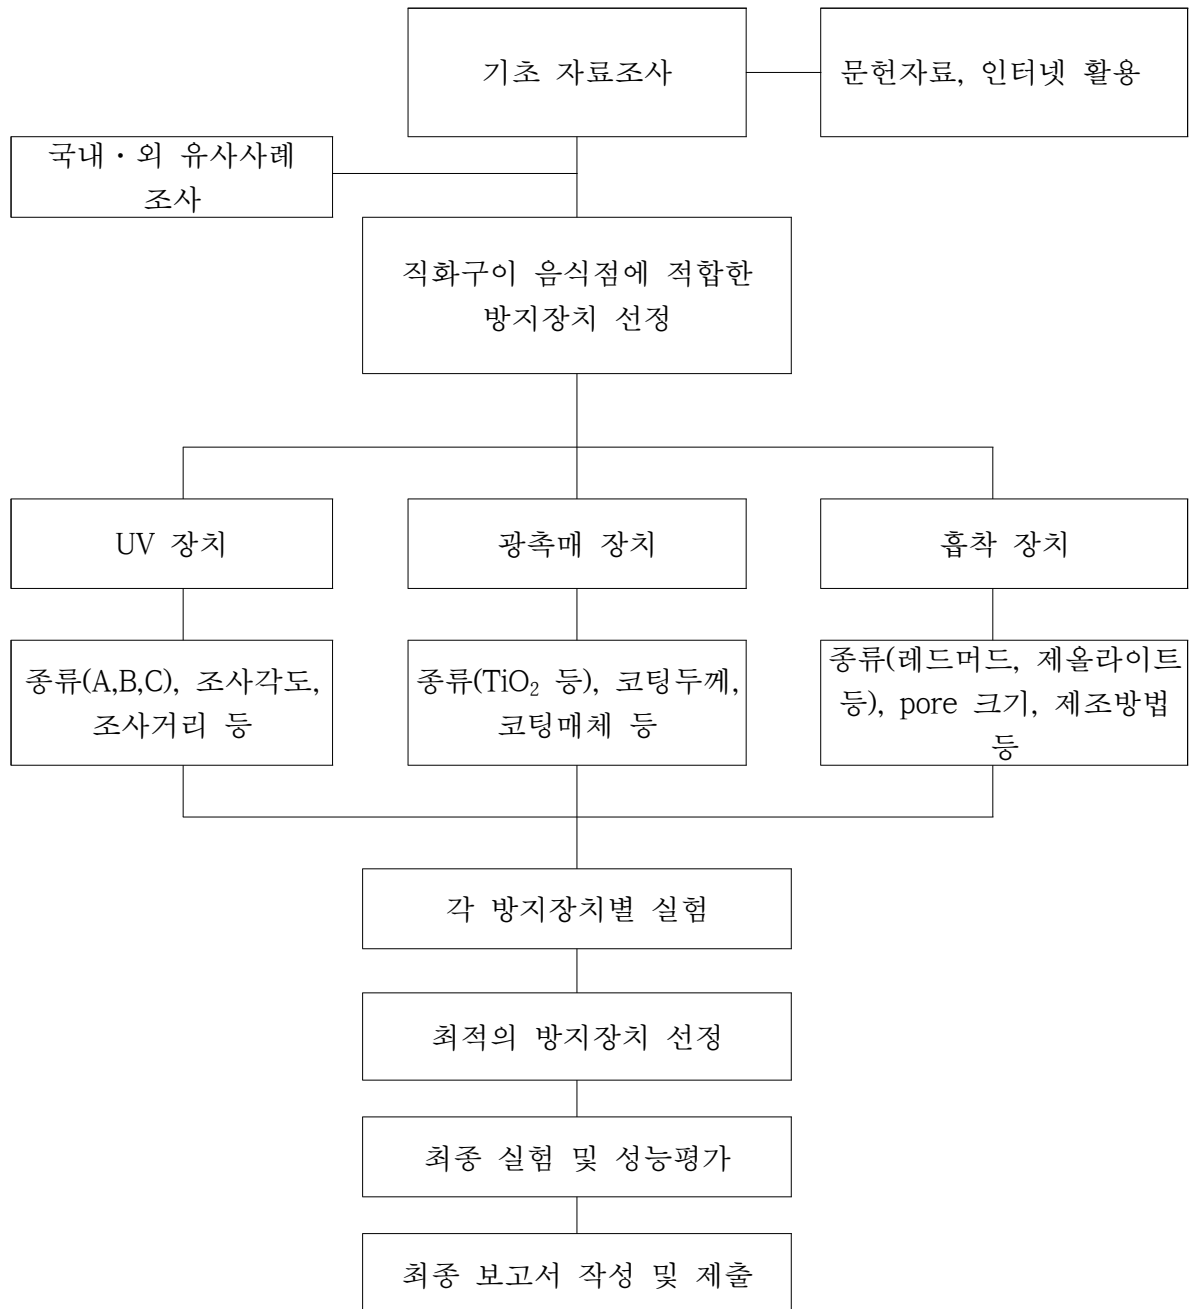 기초 자료조사
문헌자료, 인터넷 활용
국내・외 유사사례
조사
직화구이 음식점에 적합한
방지장치 선정
UV 장치
광촉매 장치
흡착 장치
종류(A,B,C), 조사각도,
조사거리 등
종류(TiO₂ 등), 코팅두께,
코팅매체 등
종류(레드머드, 제올라이트
등), pore 크기, 제조방법
등
각 방지장치별 실험
최적의 방지장치 선정
최종 실험 및 성능평가
최종 보고서 작성 및 제출